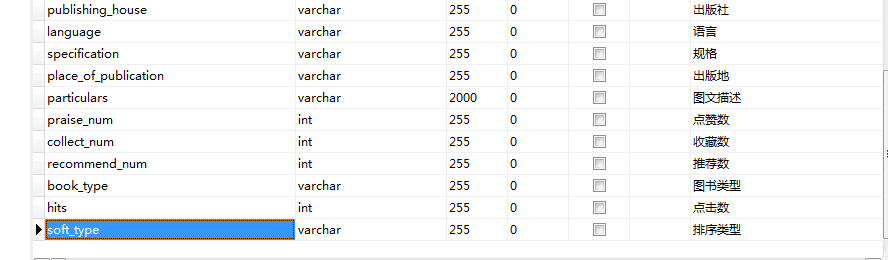 publishing_house varchar 255 0 出版社
language varchar 255 0 语言
specification varchar 255 0 规格
place_of_publication varchar 255 0 出版地
particulars varchar 2000 0 图文描述
praise_num int 255 0 点赞数
collect_num int 255 0 收藏数
recommend_num int 255 0 推荐数
book_type varchar 255 0 图书类型
hits int 255 0 点击数
soft_type varchar 255 0 排序类型